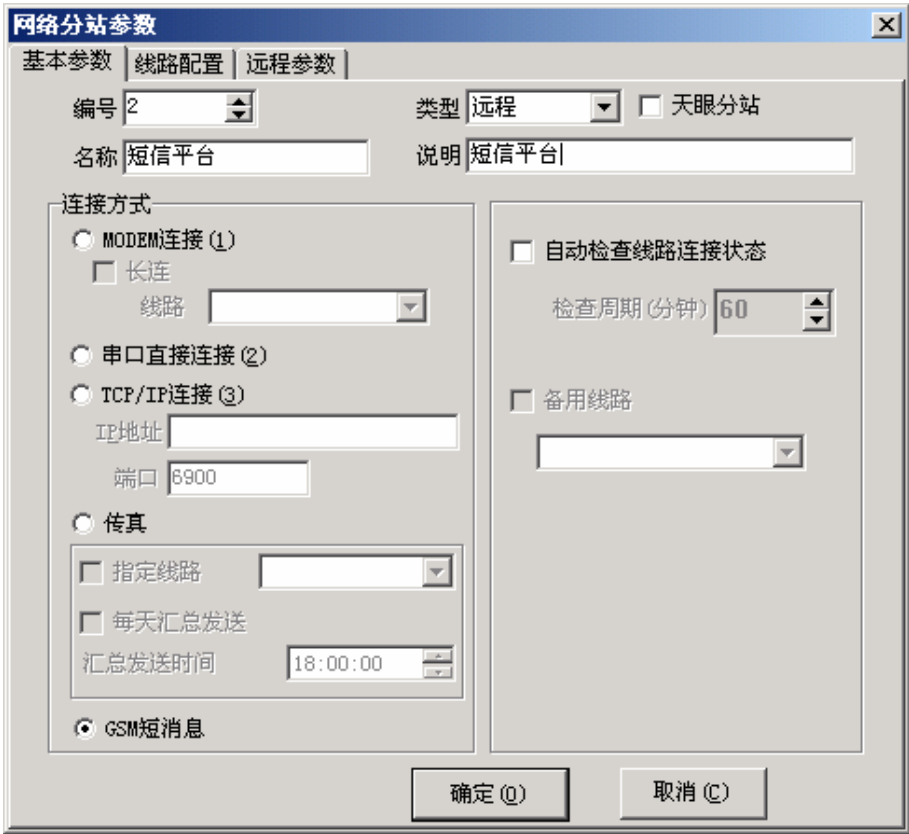 网络分站参数
基本参数 线路配置 远程参数
编号 2 类型 远程 天眼分站
名称 短信平台 说明 短信平台
连接方式
MODEM连接(1)
长连
线路
串口直接连接(2)
TCP/IP连接(3)
IP地址
端口 6900
传真
指定线路
每天汇总发送
汇总发送时间 18:00:00
GSM短消息
自动检查线路连接状态
检查周期(分钟) 60
备用线路
确定(O) 取消(C)